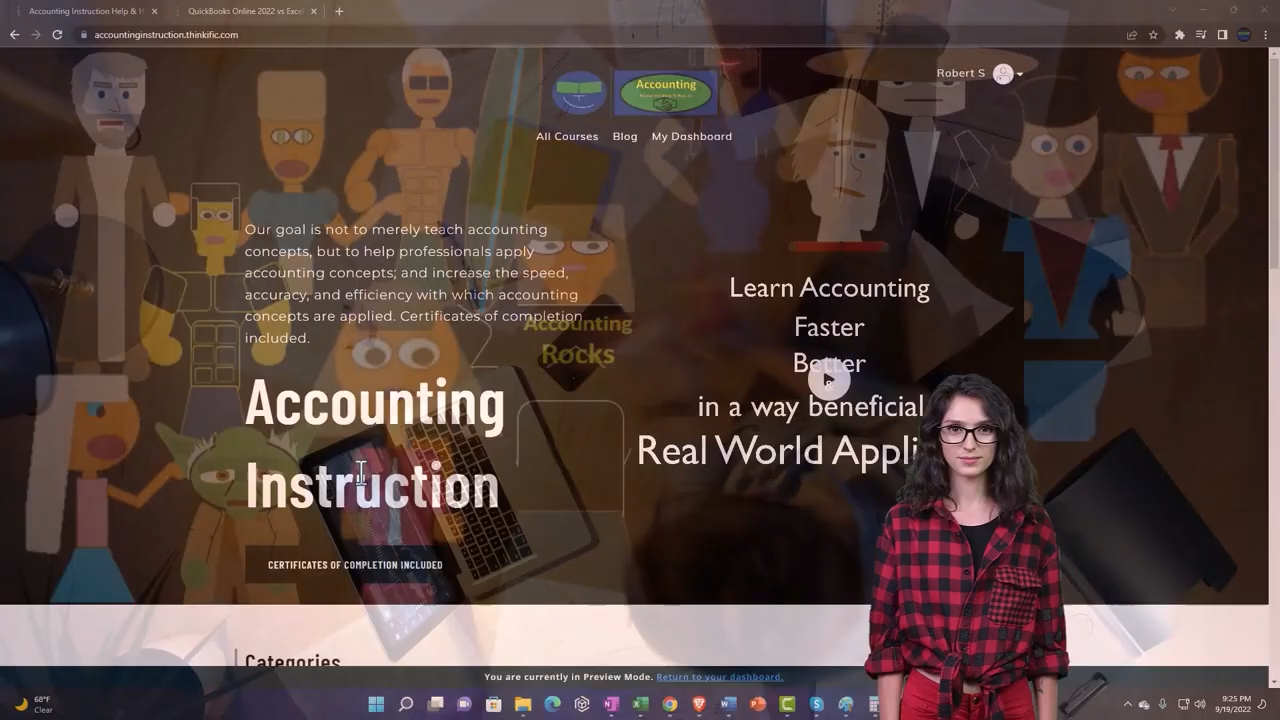 Accounting Instruction Help & H
QuickBooks Online 2022 vs Excel
accountinginstruction.thinkific.com
Robert S
Accounting
All Courses Blog My Dashboard
Our goal is not to merely teach accounting
concepts, but to help professionals apply
accounting concepts; and increase the speed,
accuracy, and efficiency with which accounting
concepts are applied. Certificates of completion
included.
Accounting
Rocks
Accounting
Instruction
CERTIFICATES OF COMPLETION INCLUDED
Learn Accounting
Faster
Better
&
in a way beneficial
Real World Appli
Categories
You are currently in Preview Mode. Return to your dashboard.
68°F
Clear
9:25 PM
9/19/2022